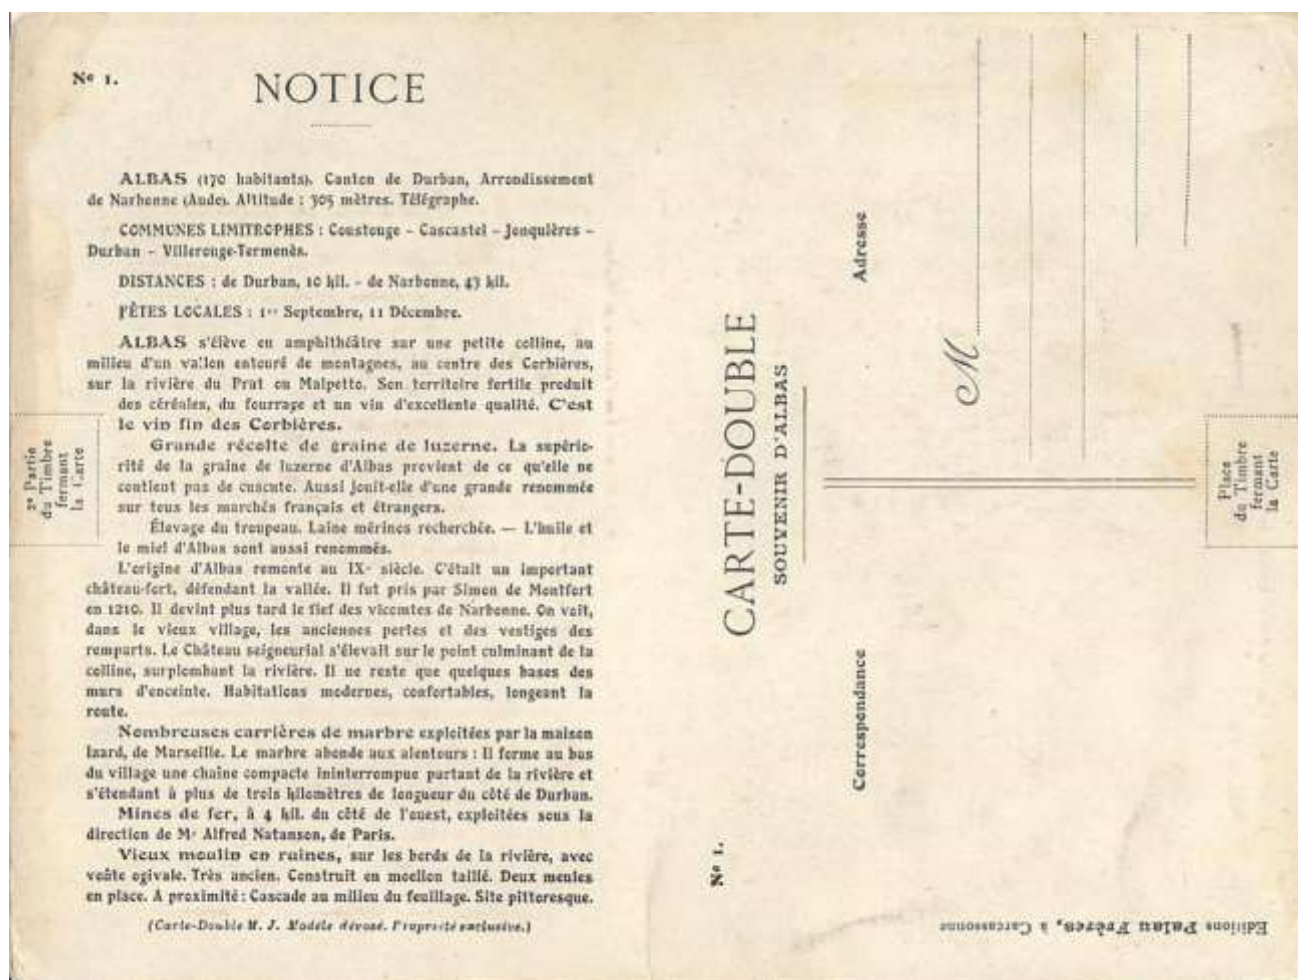 Nº 1.
NOTICE
ALBAS (170 habitants). Canton de Durban, Arrondissement
de Narbonne (Aude). Altitude : 305 mètres. Télégraphe.
COMMUNES LIMITROPHES : Coustouge - Cascastel - Jonquières -
Durban - Villerouge-Termenès.
DISTANCES : de Durban, 10 kil. - de Narbonne, 43 kil.
FÊTES LOCALES : 1er Septembre, 11 Décembre.
ALBAS s'élève en amphithéâtre sur une petite colline, au
milieu d'un vallon entouré de montagnes, au centre des Corbières,
sur la rivière du Prat ou Malpetto. Son territoire fertile produit
des céréales, du fourrage et un vin d'excellente qualité. C'est
le vin fin des Corbières.
Grande récolte de graine de luzerne. La supério-
rité de la graine de luzerne d'Albas provient de ce qu'elle ne
contient pas de cuscute. Aussi jouit-elle d'une grande renommée
sur tous les marchés français et étrangers.
Élevage du troupeau. Laine mérinos recherchée. — L'huile et
le miel d'Albas sont aussi renommés.
L'origine d'Albas remonte au IXe siècle. C'était un important
château-fort, défendant la vallée. Il fut pris par Simon de Montfort
en 1210. Il devint plus tard le fief des vicomtes de Narbonne. On voit,
dans le vieux village, les anciennes portes et des vestiges des
remparts. Le Château seigneurial s'élevait sur le point culminant de la
colline, surplombant la rivière. Il ne reste que quelques bases des
murs d'enceinte. Habitations modernes, confortables, longeant la
route.
Nombreuses carrières de marbre exploitées par la maison
Izard, de Marseille. Le marbre abonde aux alentours : Il forme au bas
du village une chaîne compacte ininterrompue partant de la rivière et
s'étendant à plus de trois kilomètres de longueur du côté de Durban.
Mines de fer, à 4 kil. du côté de l'ouest, exploitées sous la
direction de Mr Alfred Natanson, de Paris.
Vieux moulin en ruines, sur les bords de la rivière, avec
voûte ogivale. Très ancien. Construit en moellon taillé. Deux meules
en place. A proximité : Cascade au milieu du feuillage. Site pittoresque.
(Carte-Double M. J. Modèle déposé. Propriété exclusive.)
2e Partie
du Timbre
fermant
la Carte
CARTE-DOUBLE
SOUVENIR D'ALBAS
Nº 1.
Correspondance
Adresse
M
Place
du Timbre
fermant
la Carte
Editions Palau Frères, à Carcassonne